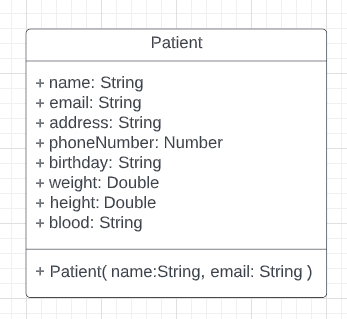 Patient
+ name: String
+ email: String
+ address: String
+ phoneNumber: Number
+ birthday: String
+ weight: Double
+ height: Double
+ blood: String
+ Patient( name:String, email: String )